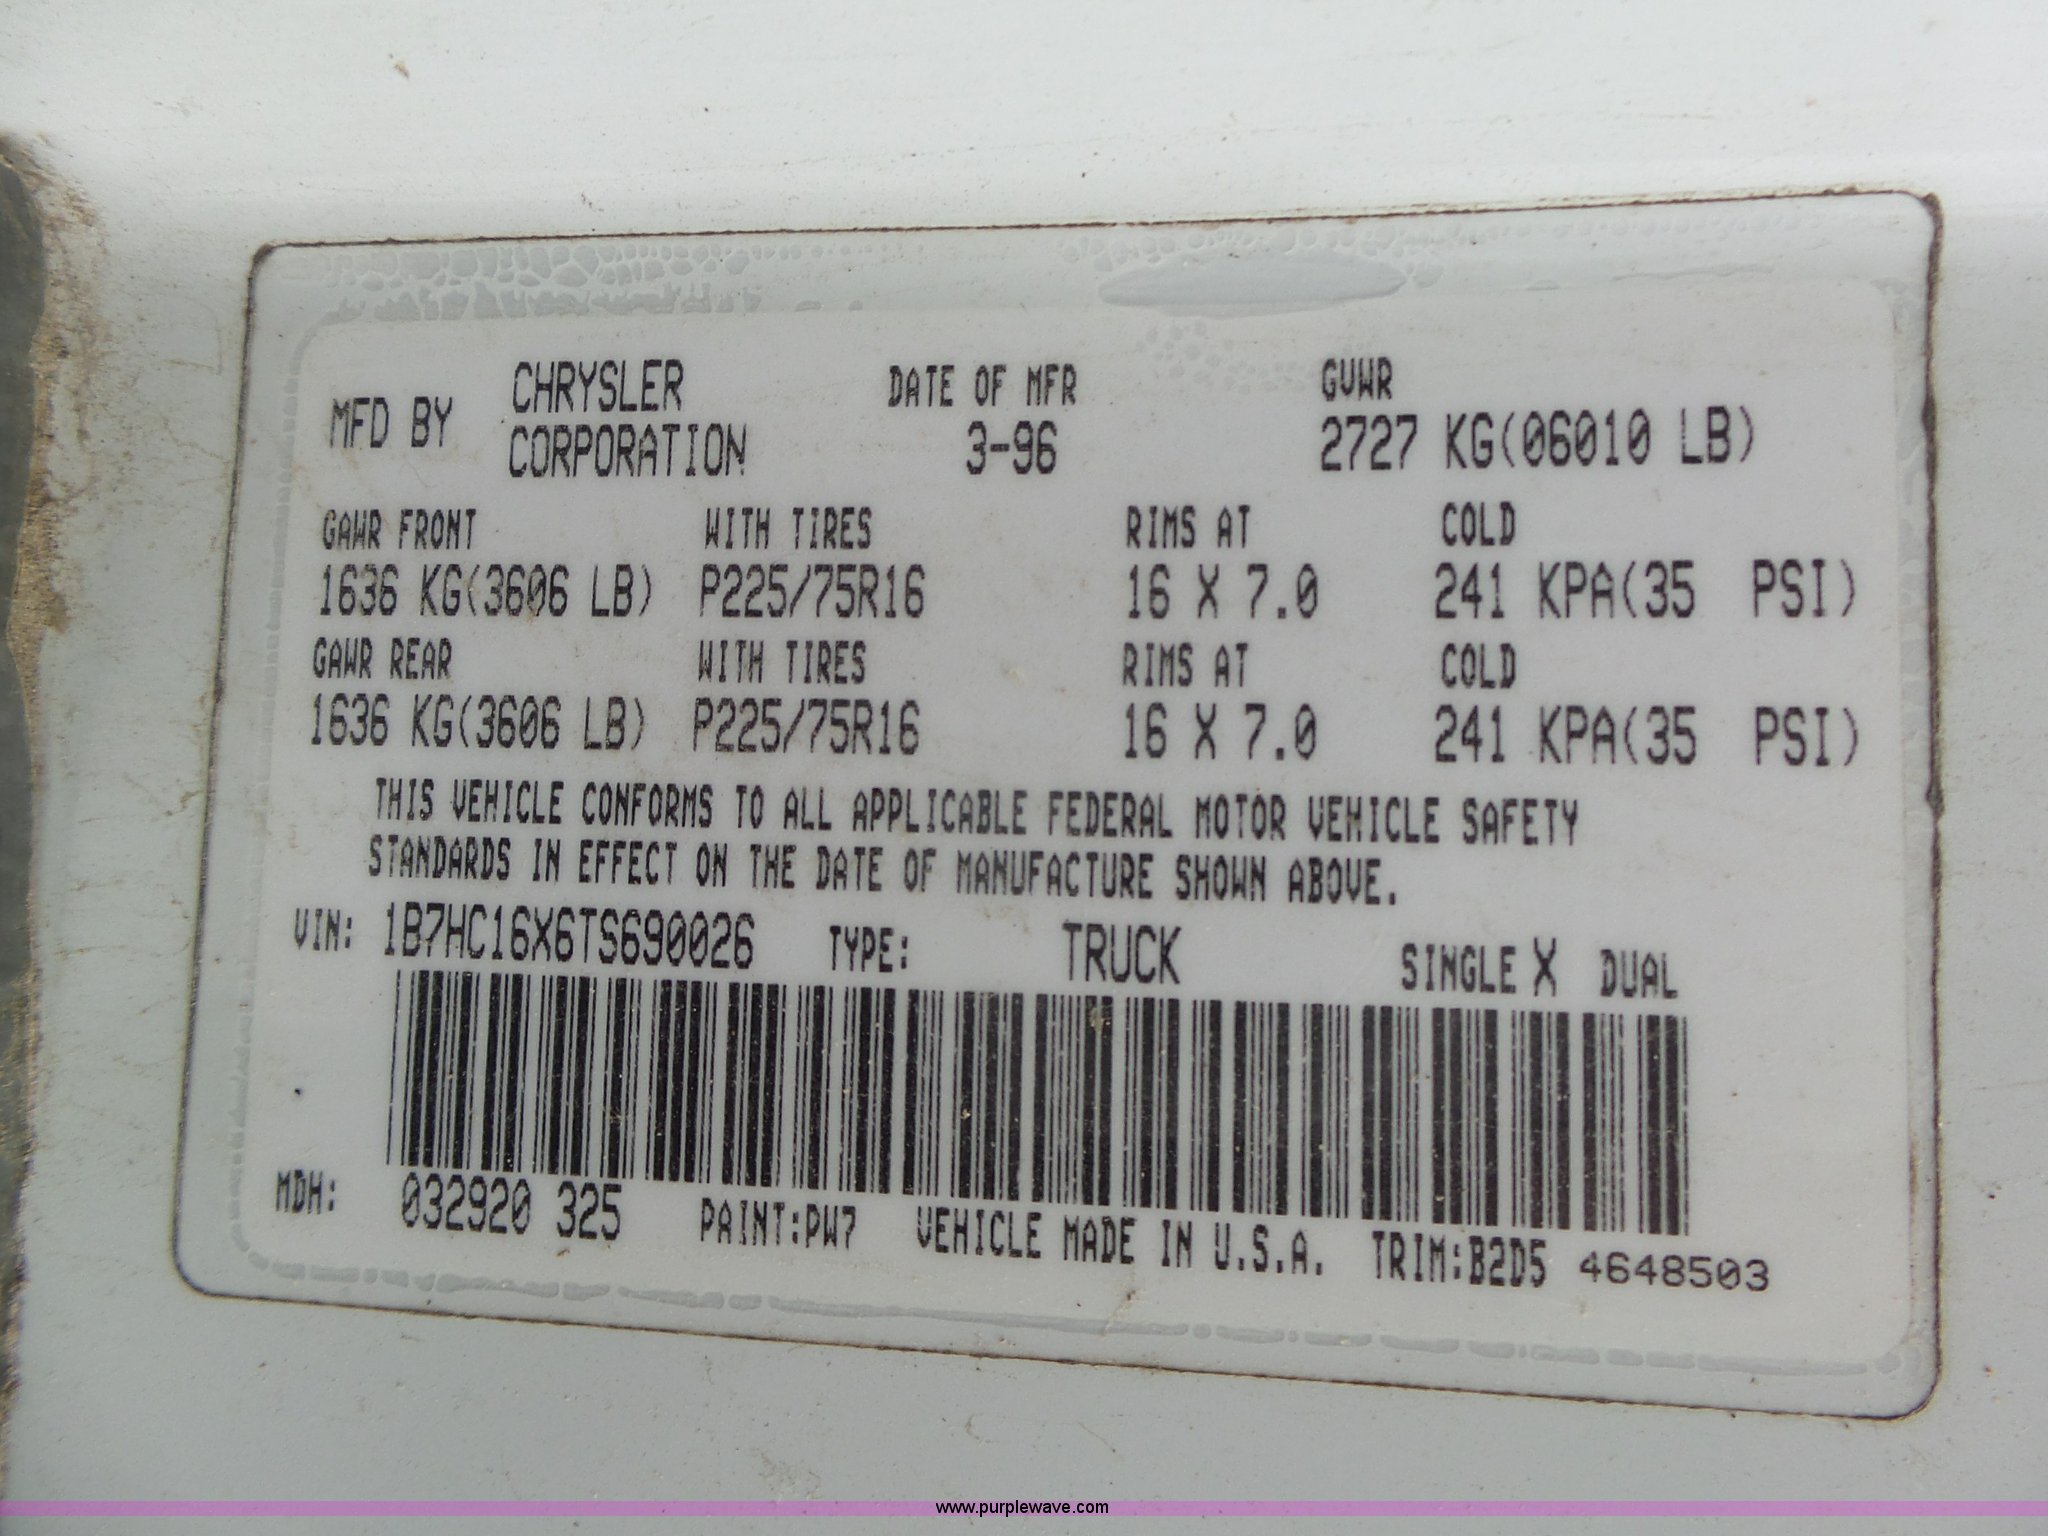 MFD BY CHRYSLER CORPORATION DATE OF MFR 3-96 GVWR 2727 KG(06010 LB)
GAWR FRONT WITH TIRES RIMS AT COLD
1636 KG(3606 LB) P225/75R16 16 X 7.0 241 KPA(35 PSI)
GAWR REAR WITH TIRES RIMS AT COLD
1636 KG(3606 LB) P225/75R16 16 X 7.0 241 KPA(35 PSI)
THIS VEHICLE CONFORMS TO ALL APPLICABLE FEDERAL MOTOR VEHICLE SAFETY
STANDARDS IN EFFECT ON THE DATE OF MANUFACTURE SHOWN ABOVE.
VIN: 1B7HC16X6TS690026 TYPE: TRUCK SINGLE X DUAL
MDH: 032920 325 PAINT:PW7 VEHICLE MADE IN U.S.A. TRIM:B2D5 4648503
www.purplewave.com